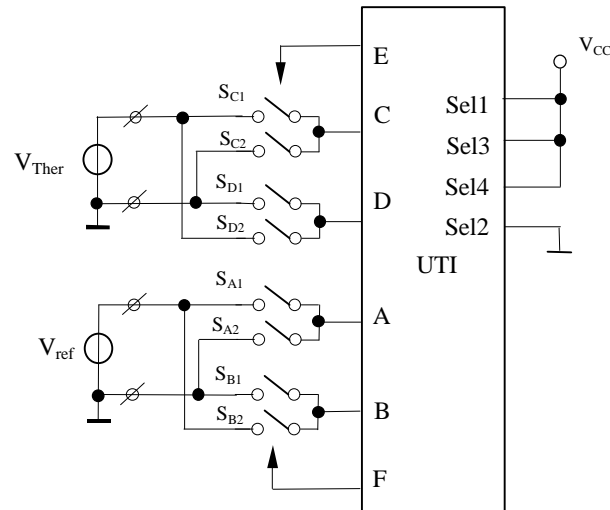 E
V_CC
S_C1
Sel1
C
S_C2
Sel3
V_Ther
S_D1
Sel4
D
Sel2
S_D2
UTI
S_A1
A
S_A2
V_ref
S_B1
B
S_B2
F